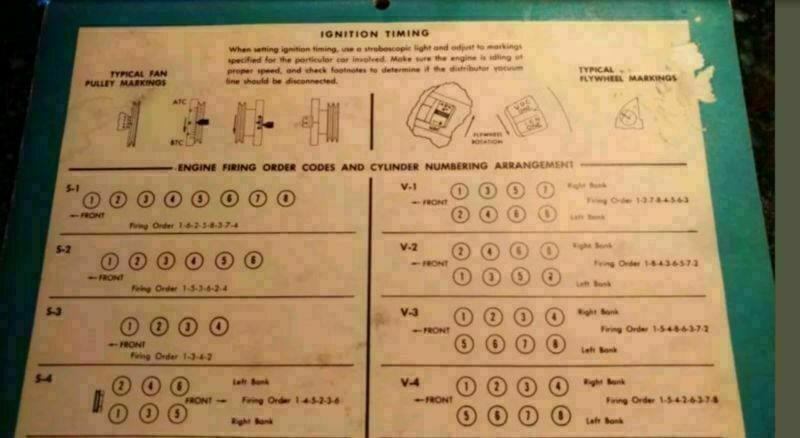 IGNITION TIMING
When setting ignition timing, use a stroboscopic light and adjust to markings
specified for the particular car involved. Make sure the engine is idling at
proper speed, and check footnotes to determine if the distributor vacuum
line should be disconnected.
TYPICAL FAN
PULLEY MARKINGS
TYPICAL
FLYWHEEL MARKINGS
ATC
BTC
FLYWHEEL
ROTATION
ENGINE FIRING ORDER CODES AND CYLINDER NUMBERING ARRANGEMENT
S-1
1 2 3 4 5 6 7 8
FRONT
Firing Order 1-6-2-5-8-3-7-4
S-2
1 2 3 4 5 6
FRONT
Firing Order 1-5-3-6-2-4
S-3
1 2 3 4
FRONT
Firing Order 1-3-4-2
S-4
2 4 6 Left Bank
FRONT Firing Order 1-4-5-2-3-6
1 3 5 Right Bank
V-1
1 3 5 7 Right Bank
FRONT Firing Order 1-2-7-8-4-5-6-3
2 4 6 8 Left Bank
V-2
2 4 6 8 Right Bank
FRONT Firing Order 1-8-4-3-6-5-7-2
1 3 5 Left Bank
V-3
1 2 3 4 Right Bank
FRONT Firing Order 1-5-4-8-6-3-7-2
5 6 7 8 Left Bank
V-4
1 2 3 4 Right Bank
FRONT Firing Order 1-5-4-2-6-3-7-8
5 6 7 8 Left Bank